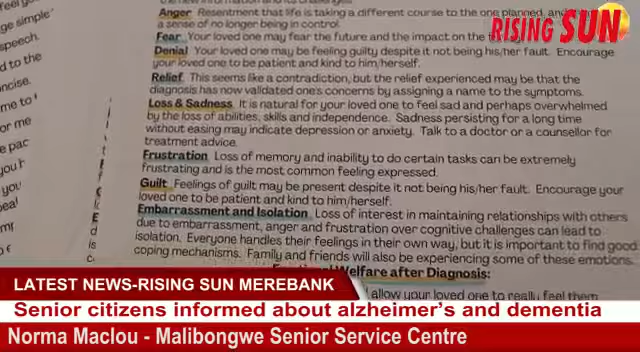 Anger Resentment that life is taking a different course to the one planned, and
a sense of no longer being in control.
Fear Your loved one may fear the future and the impact on the
Denial Your loved one may be feeling guilty despite it not being his/her fault. Encourage
your loved one to be patient and kind to him/herself.
Relief This seems like a contradiction, but the relief experienced may be that the
diagnosis has now validated one's concerns by assigning a name to the symptoms.
Loss & Sadness It is natural for your loved one to feel sad and perhaps overwhelmed
by the loss of abilities, skills and independence. Sadness persisting for a long time
without easing may indicate depression or anxiety. Talk to a doctor or a counsellor for
treatment advice.
Frustration Loss of memory and inability to do certain tasks can be extremely
frustrating and is the most common feeling expressed.
Guilt Feelings of guilt may be present despite it not being his/her fault. Encourage your
loved one to be patient and kind to him/herself.
Embarrassment and Isolation Loss of interest in maintaining relationships with others
due to embarrassment, anger and frustration over cognitive challenges can lead to
isolation. Everyone handles their feelings in their own way, but it is important to find good
coping mechanisms. Family and friends will also be experiencing some of these emotions.
Welfare after Diagnosis:
allow your loved one to really feel them
ge simple
speech.
d to the
me to
or me
you
RISING SUN
LATEST NEWS-RISING SUN MEREBANK
Senior citizens informed about alzheimer's and dementia
Norma Maclou - Malibongwe Senior Service Centre